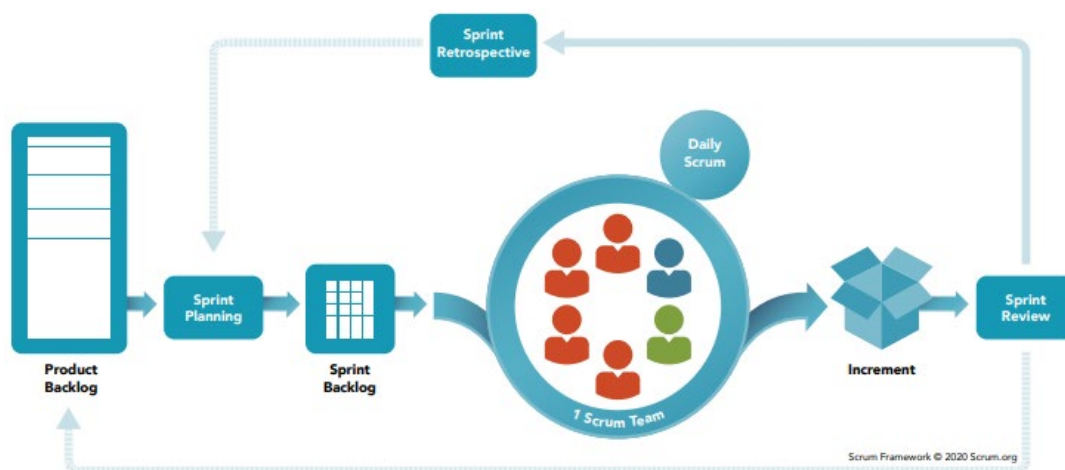 Sprint
Retrospective
Daily
Scrum
Sprint
Planning
Sprint
Review
Product
Backlog
Sprint
Backlog
Increment
1 Scrum Team
Scrum Framework © 2020 Scrum.org